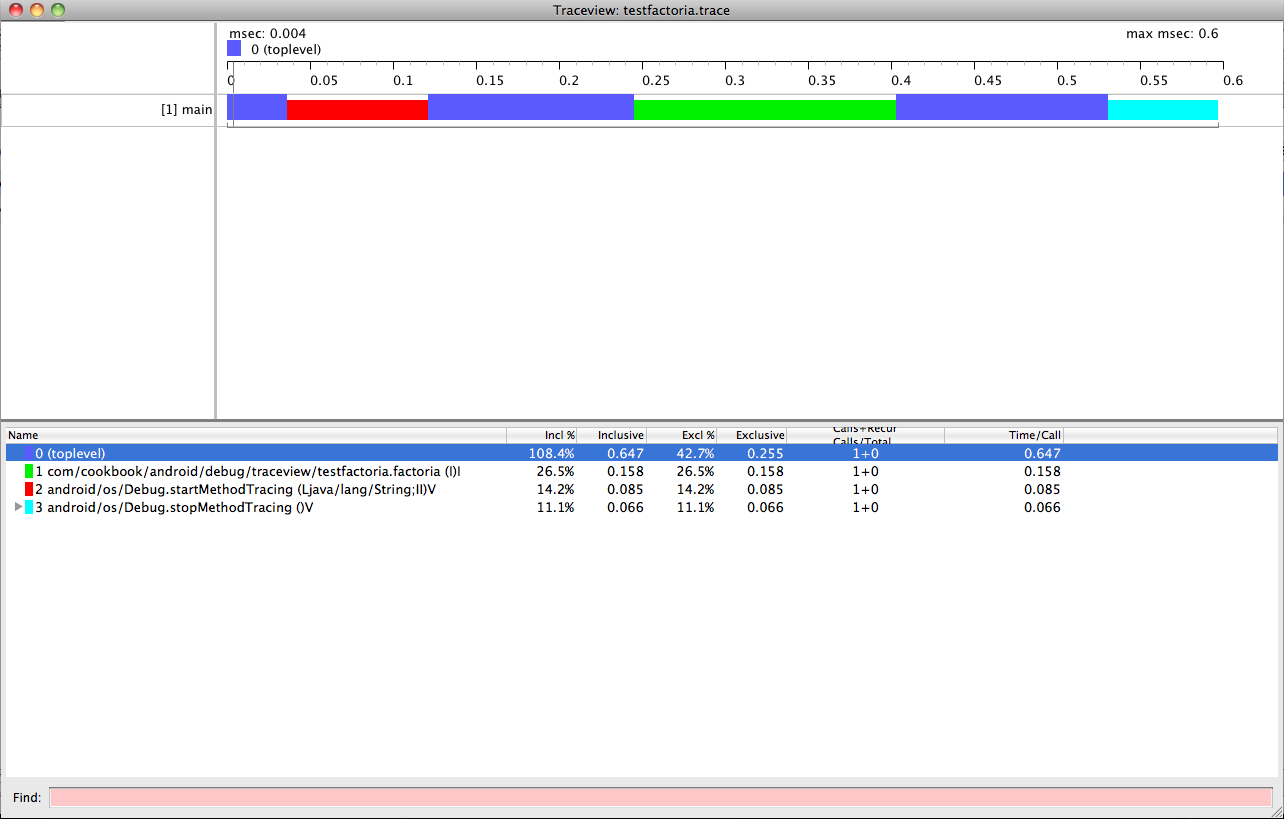 Traceview: testfactoria.trace
msec: 0.004 max msec: 0.6
0 (toplevel)
0 0.05 0.1 0.15 0.2 0.25 0.3 0.35 0.4 0.45 0.5 0.55 0.6
[1] main
Name Incl % Inclusive Excl % Exclusive Calls+Recur Calls/Total Time/Call
0 (toplevel) 108.4% 0.647 42.7% 0.255 1+0 0.647
1 com/cookbook/android/debug/traceview/testfactoria.factoria (I)I 26.5% 0.158 26.5% 0.158 1+0 0.158
2 android/os/Debug.startMethodTracing (Ljava/lang/String;II)V 14.2% 0.085 14.2% 0.085 1+0 0.085
3 android/os/Debug.stopMethodTracing ()V 11.1% 0.066 11.1% 0.066 1+0 0.066
Find: